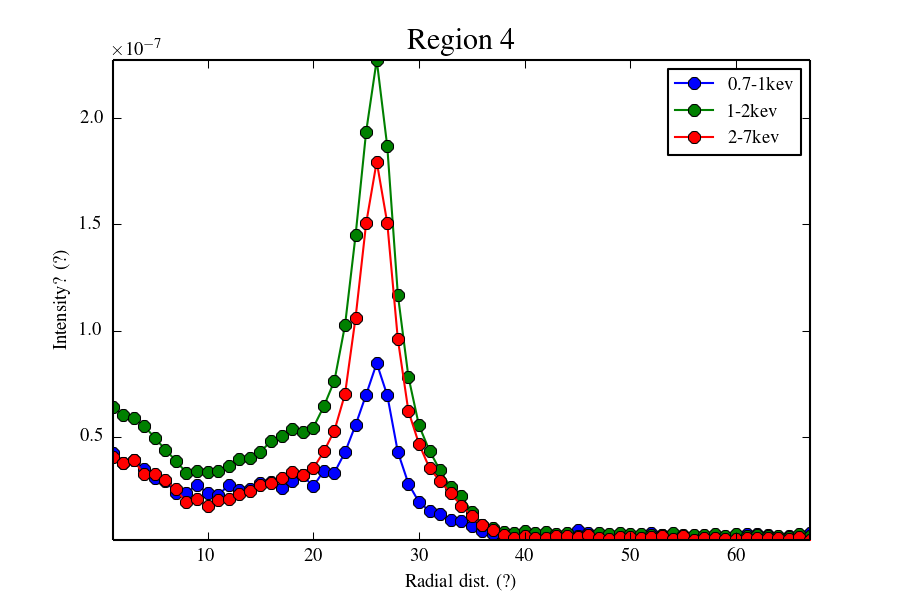 Region 4
×10⁻⁷
0.7-1kev
1-2kev
2-7kev
2.0
1.5
1.0
0.5
Intensity? (?)
10 20 30 40 50 60
Radial dist. (?)